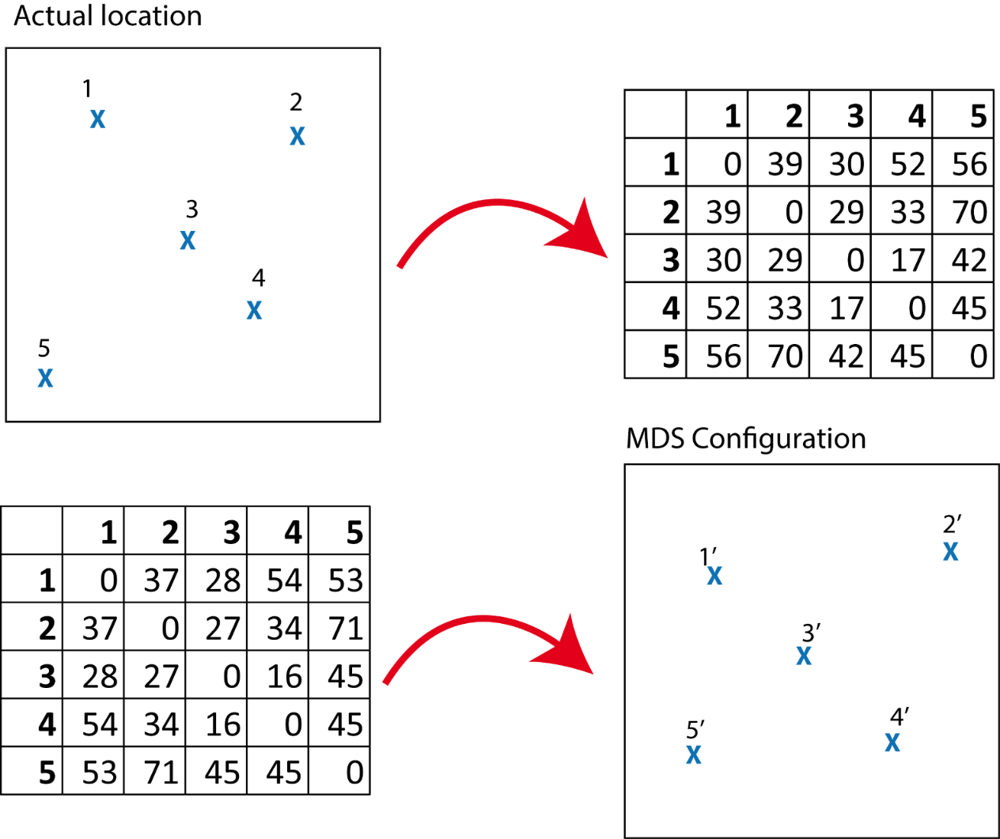 Actual location
1
2
3
4
5
1 2 3 4 5
1 0 39 30 52 56
2 39 0 29 33 70
3 30 29 0 17 42
4 52 33 17 0 45
5 56 70 42 45 0
1 2 3 4 5
1 0 37 28 54 53
2 37 0 27 34 71
3 28 27 0 16 45
4 54 34 16 0 45
5 53 71 45 45 0
MDS Configuration
2′
1′
3′
4′
5′